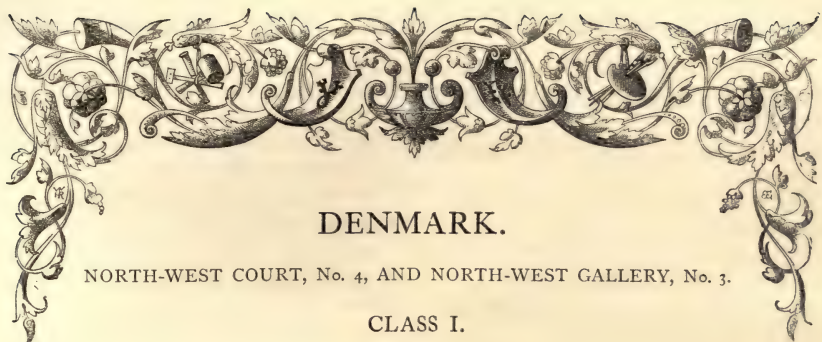 DENMARK.
NORTH-WEST COURT, No. 4, AND NORTH-WEST GALLERY, No. 3.
CLASS I.